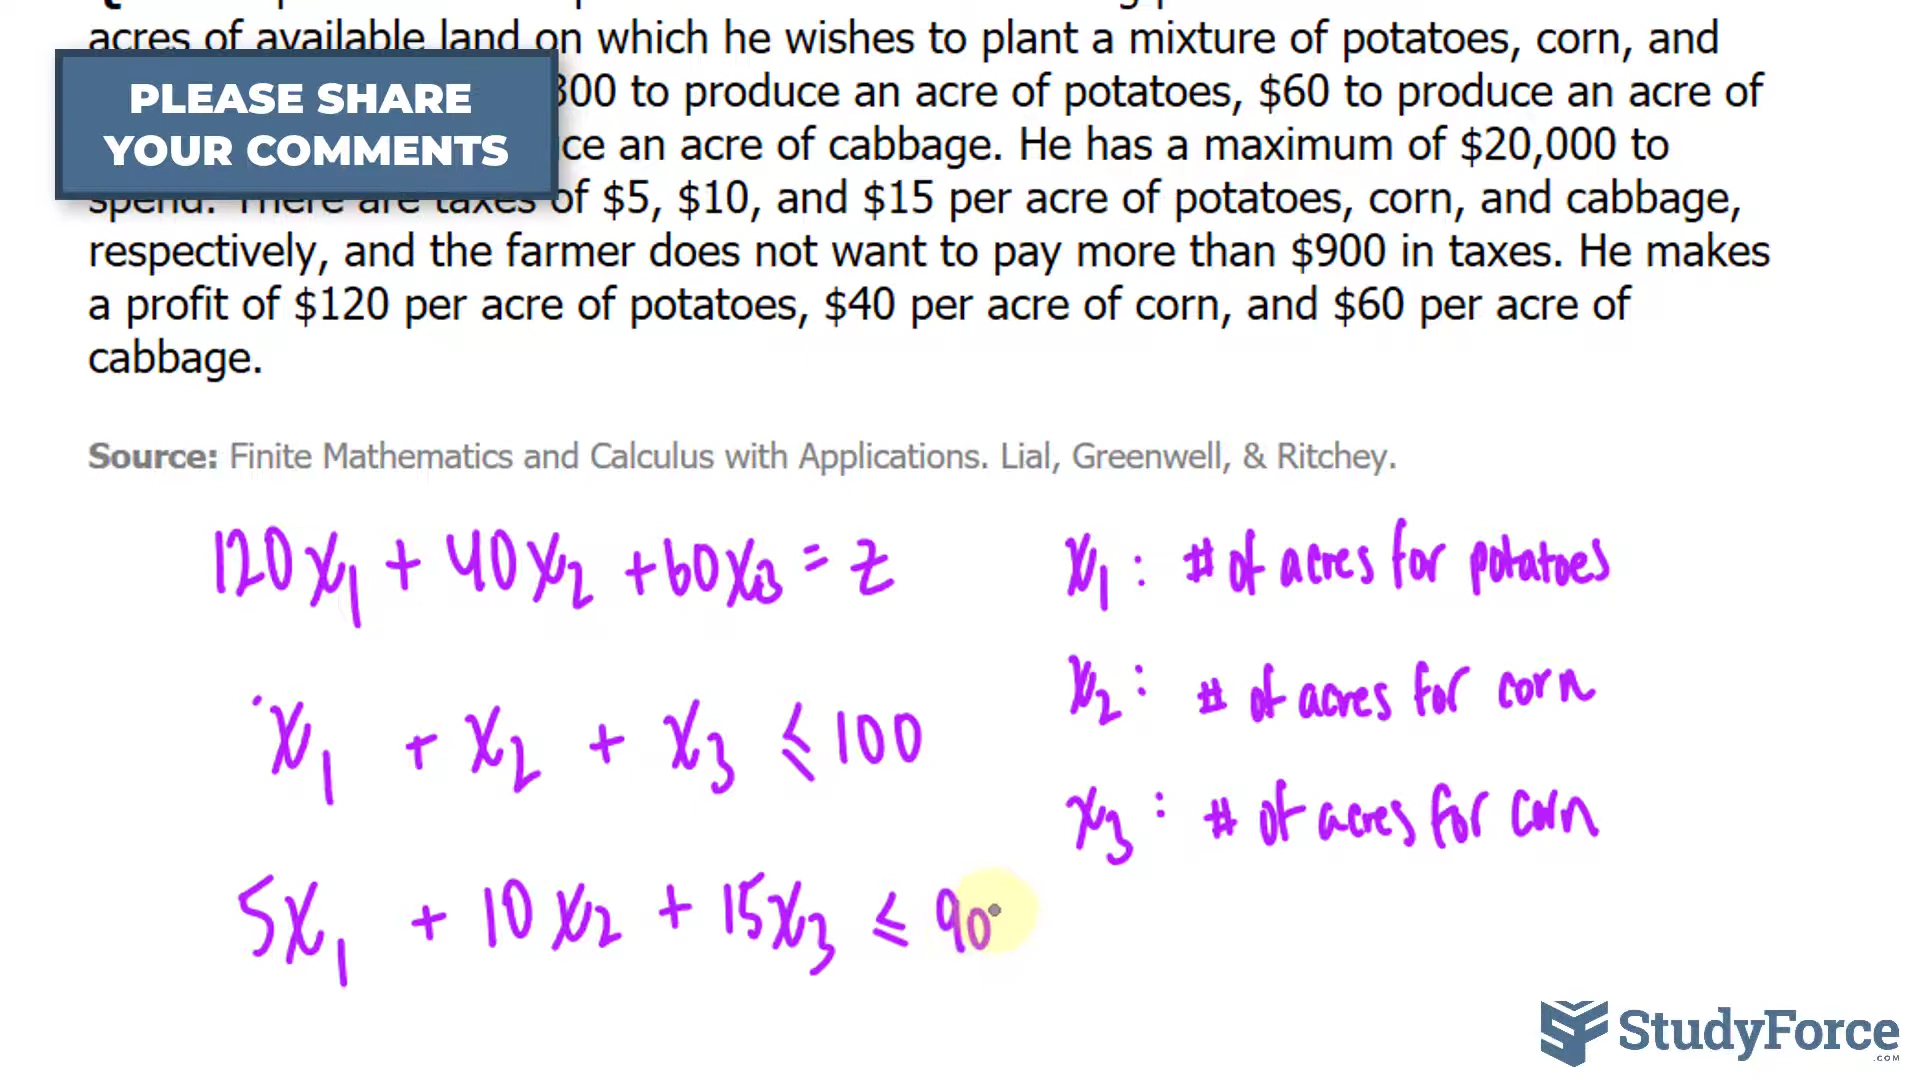 acres of available land on which he wishes to plant a mixture of potatoes, corn, and
PLEASE SHARE
YOUR COMMENTS
300 to produce an acre of potatoes, $60 to produce an acre of
ce an acre of cabbage. He has a maximum of $20,000 to
spend. There are taxes of $5, $10, and $15 per acre of potatoes, corn, and cabbage,
respectively, and the farmer does not want to pay more than $900 in taxes. He makes
a profit of $120 per acre of potatoes, $40 per acre of corn, and $60 per acre of
cabbage.
Source: Finite Mathematics and Calculus with Applications. Lial, Greenwell, & Ritchey.
120x₁ + 40x₂ + 60x₃ = z
x₁ : # of acres for potatoes
x₁ + x₂ + x₃ ≤ 100
x₂ : # of acres for corn
x₃ : # of acres for corn
5x₁ + 10x₂ + 15x₃ ≤ 90
StudyForce
.COM